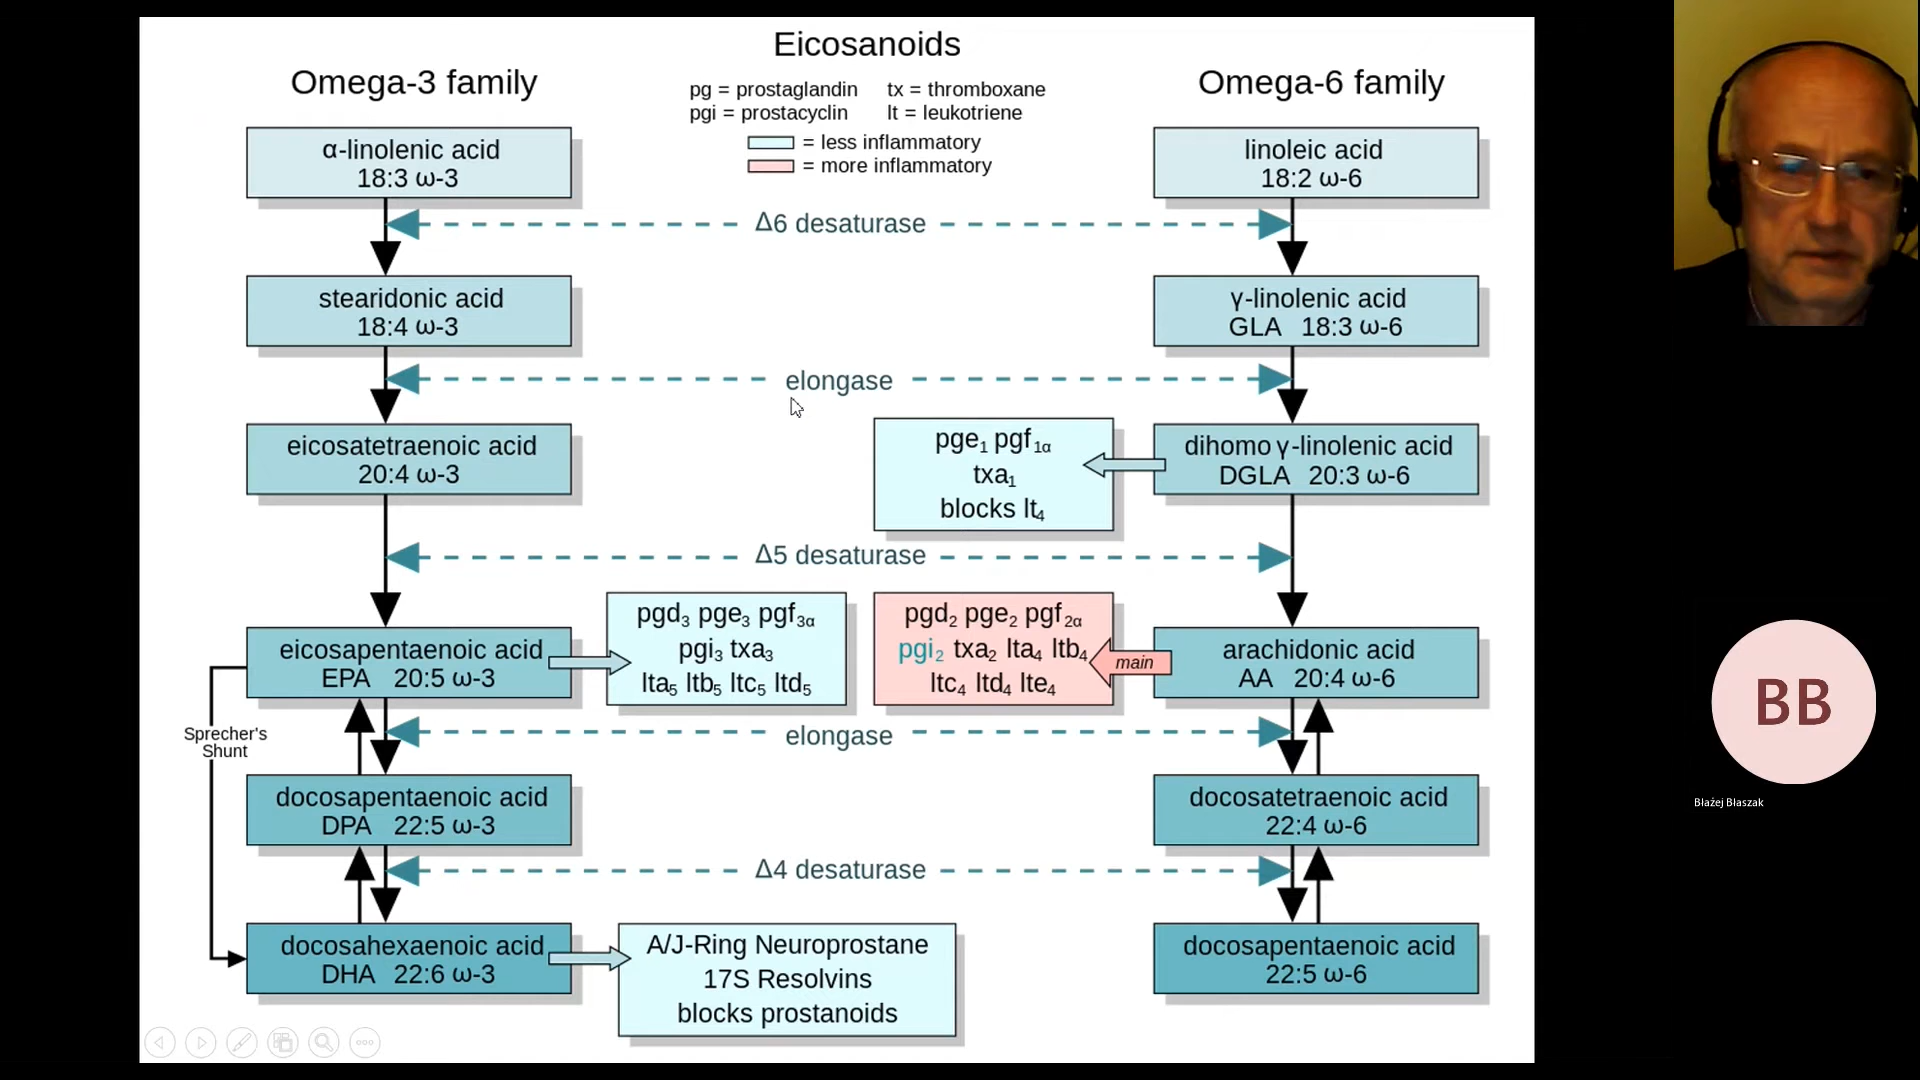 Eicosanoids
Omega-3 family
Omega-6 family
pg = prostaglandin tx = thromboxane
pgi = prostacyclin lt = leukotriene
= less inflammatory
= more inflammatory
α-linolenic acid
18:3 ω-3
linoleic acid
18:2 ω-6
Δ6 desaturase
stearidonic acid
18:4 ω-3
γ-linolenic acid
GLA 18:3 ω-6
elongase
eicosatetraenoic acid
20:4 ω-3
pge₁ pgf₁α
txa₁
blocks lt₄
dihomo γ-linolenic acid
DGLA 20:3 ω-6
Δ5 desaturase
eicosapentaenoic acid
EPA 20:5 ω-3
pgd₃ pge₃ pgf₃α
pgi₃ txa₃
lta₅ ltb₅ ltc₅ ltd₅
pgd₂ pge₂ pgf₂α
pgi₂ txa₂ lta₄ ltb₄
ltc₄ ltd₄ lte₄
main
arachidonic acid
AA 20:4 ω-6
Sprecher's
Shunt
elongase
docosapentaenoic acid
DPA 22:5 ω-3
docosatetraenoic acid
22:4 ω-6
Δ4 desaturase
docosahexaenoic acid
DHA 22:6 ω-3
A/J-Ring Neuroprostane
17S Resolvins
blocks prostanoids
docosapentaenoic acid
22:5 ω-6
BB
Błażej Błaszak